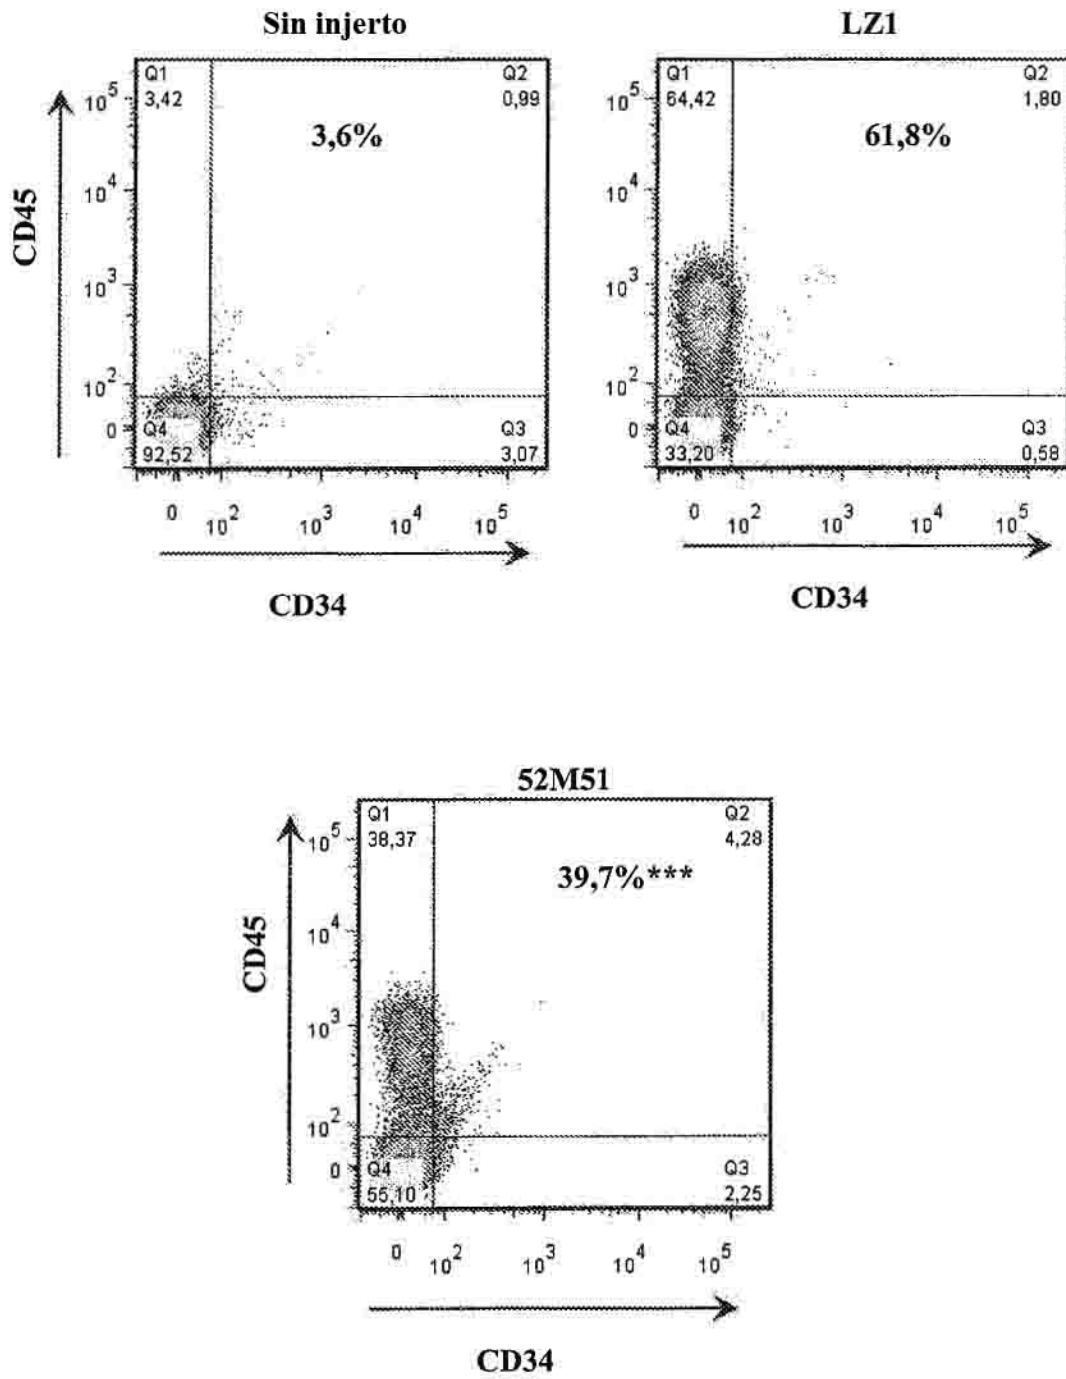 Sin injerto
Q1
3,42
Q2
0,99
3,6%
10^5
10^4
10^3
10^2
0
CD45
Q4
92,52
Q3
3,07
0
10^2
10^3
10^4
10^5
CD34
LZ1
Q1
64,42
Q2
1,80
61,8%
10^5
10^4
10^3
10^2
0
Q4
33,20
Q3
0,58
0
10^2
10^3
10^4
10^5
CD34
52M51
Q1
38,37
Q2
4,28
39,7%***
10^5
10^4
10^3
10^2
0
CD45
Q4
55,10
Q3
2,25
0
10^2
10^3
10^4
10^5
CD34